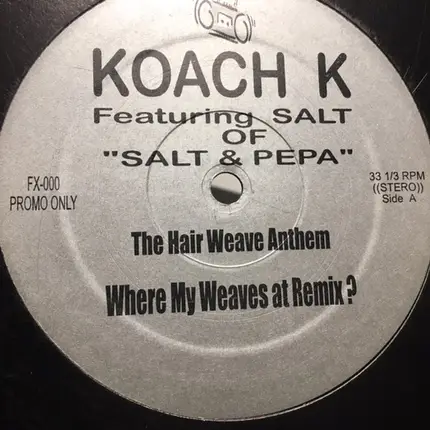 KOACH K
Featuring SALT
OF
"SALT & PEPA"
FX-000
PROMO ONLY
33 1/3 RPM
((STERO))
Side A
The Hair Weave Anthem
Where My Weaves at Remix?